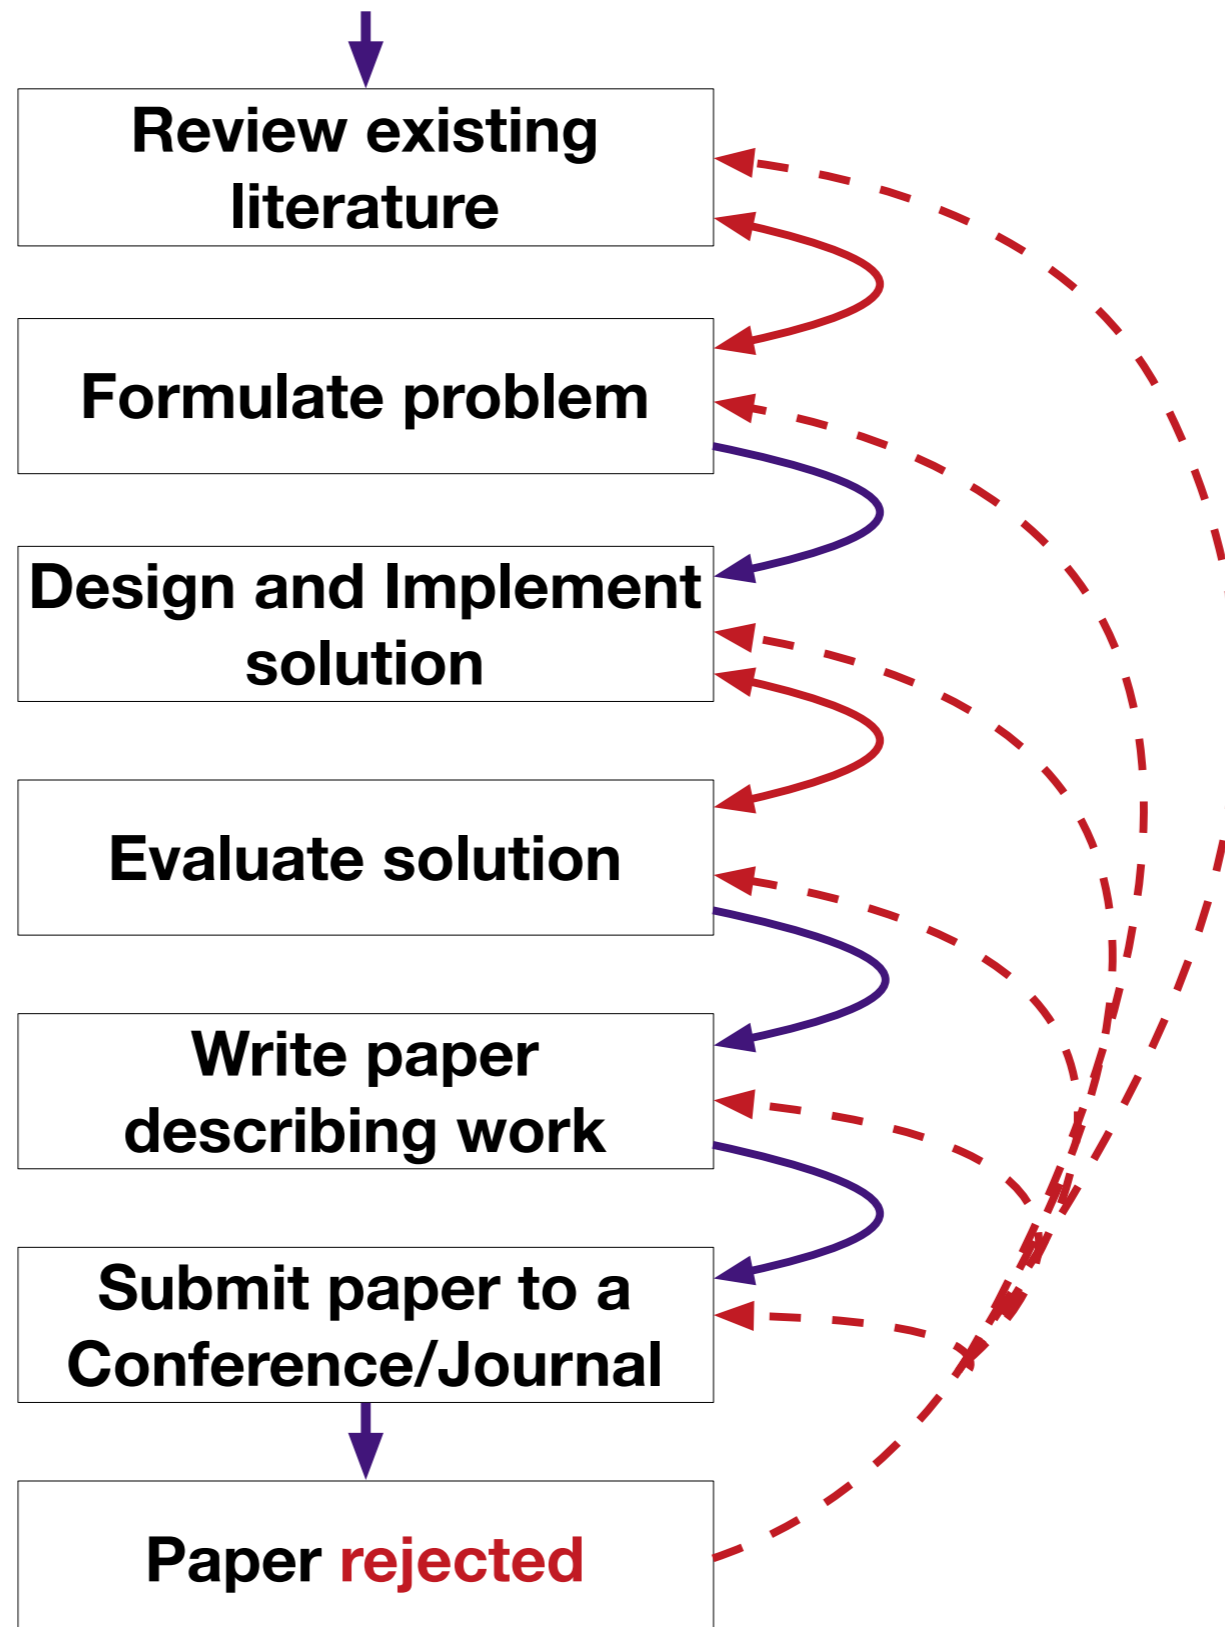 Review existing
literature
Formulate problem
Design and Implement
solution
Evaluate solution
Write paper
describing work
Submit paper to a
Conference/Journal
Paper rejected